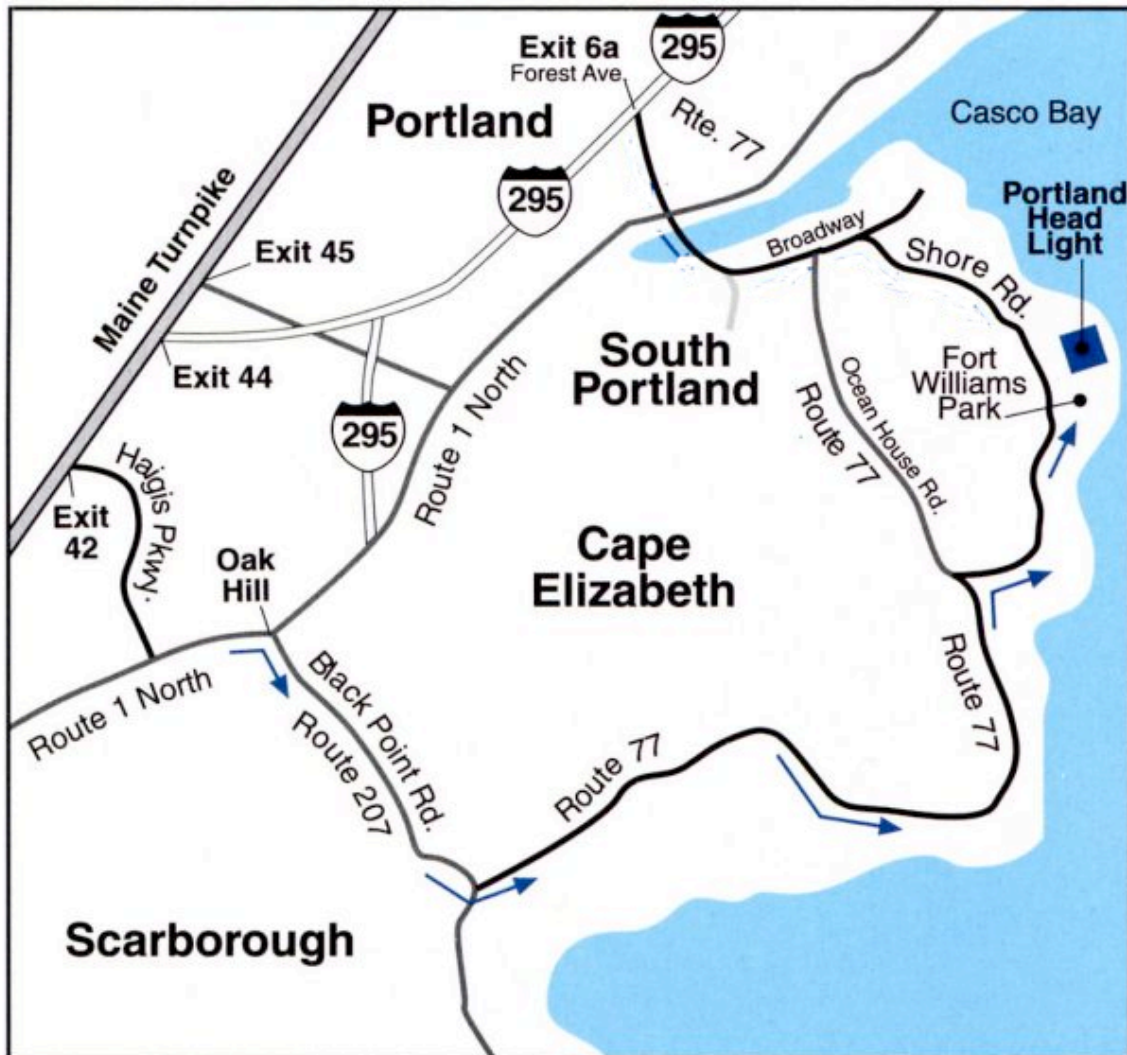 295
Exit 6a
Forest Ave.
Rte. 77
Casco Bay
Portland
295
Portland
Head
Light
Maine Turnpike
Exit 45
Broadway
Shore Rd.
Exit 44
South
Portland
Fort
Williams
Park
Ocean House Rd.
Route 77
295
Route 1 North
Haigis Pkwy.
Exit
42
Oak
Hill
Cape
Elizabeth
Route 1 North
Black Point Rd.
Route 207
Route 77
Route 77
Scarborough